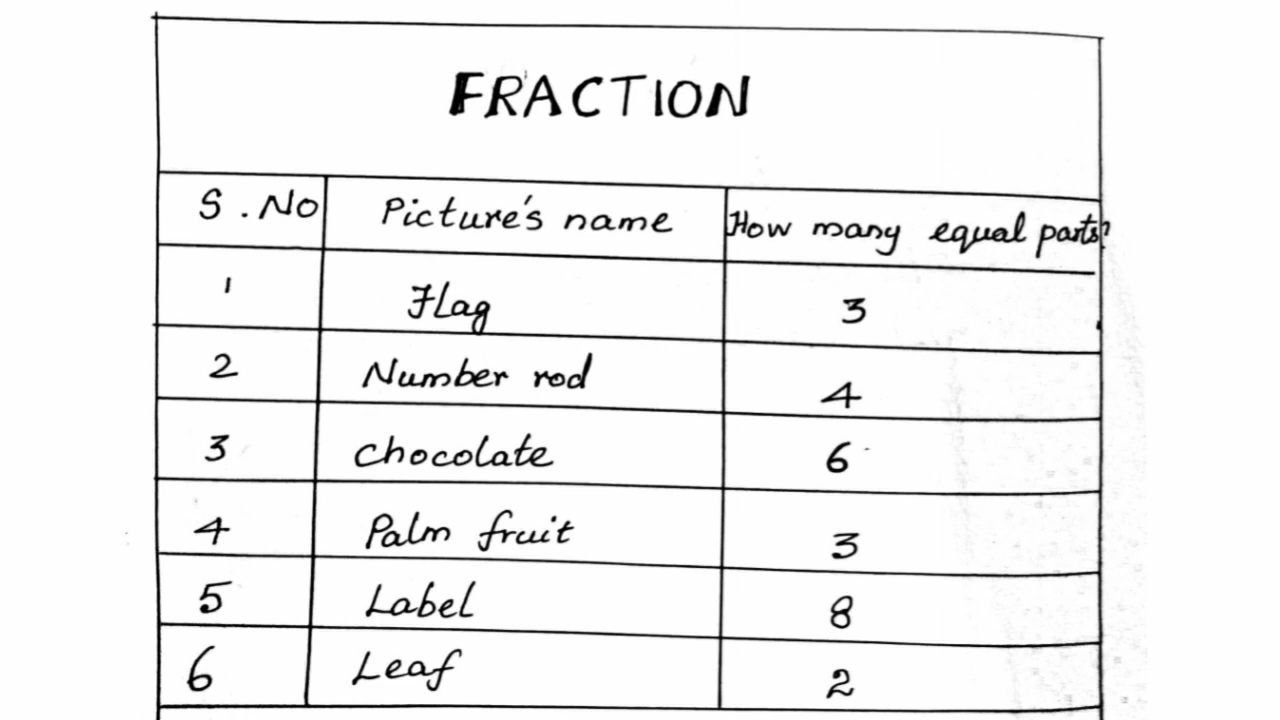 FRACTION
S.No Picture's name How many equal parts?
1 Flag 3
2 Number rod 4
3 chocolate 6
4 Palm fruit 3
5 Label 8
6 Leaf 2